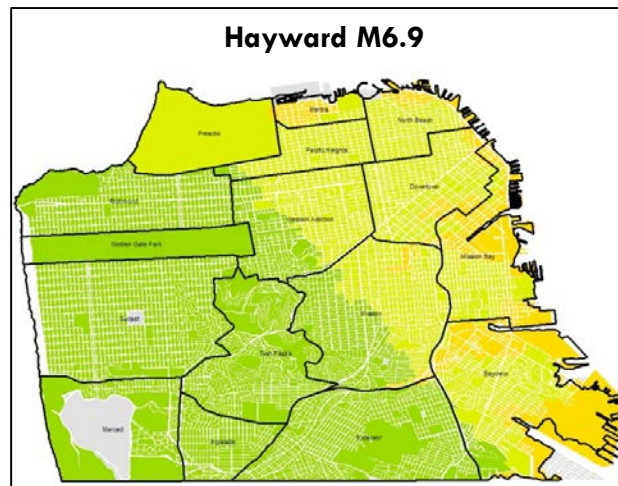 Hayward M6.9
Marina
North Beach
Presidio
Pacific Heights
Downtown
Richmond
Western Addition
Golden Gate Park
Mission Bay
Sunset
Mission
Twin Peaks
Bayview
Merced
Ingleside
Excelsior